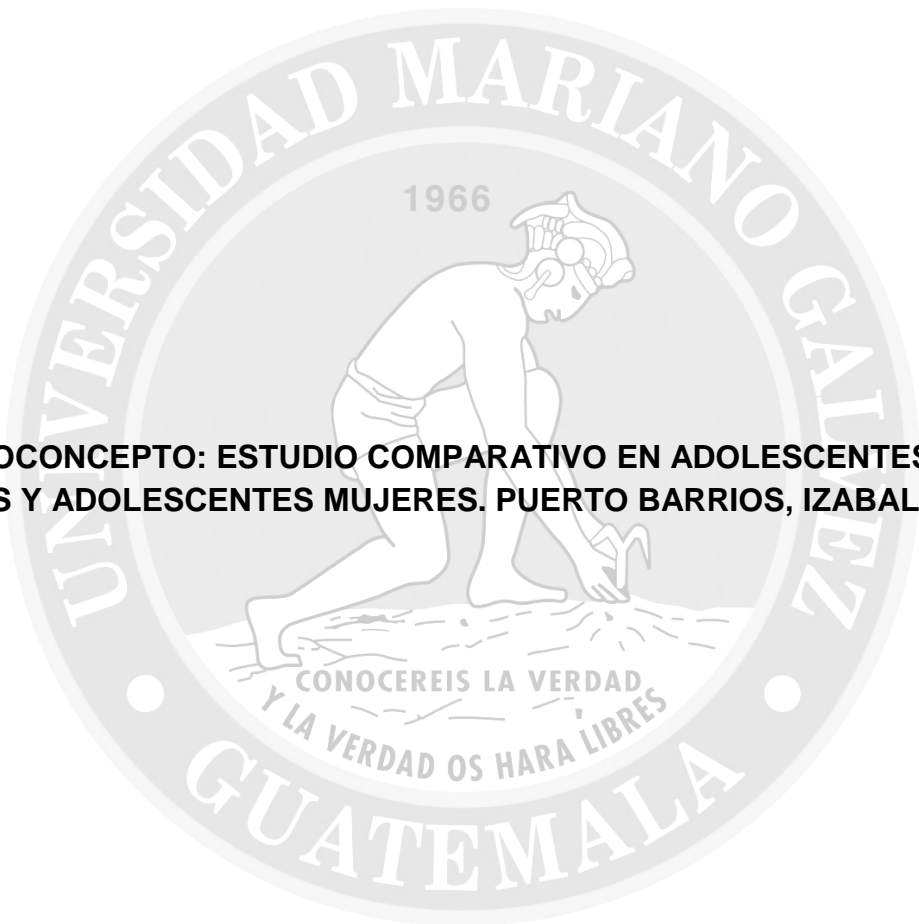 UNIVERSIDAD MARIANO GALVEZ
1966
OCONCEPTO: ESTUDIO COMPARATIVO EN ADOLESCENTES
S Y ADOLESCENTES MUJERES. PUERTO BARRIOS, IZABAL
CONOCEREIS LA VERDAD
Y LA VERDAD OS HARA LIBRES
GUATEMALA